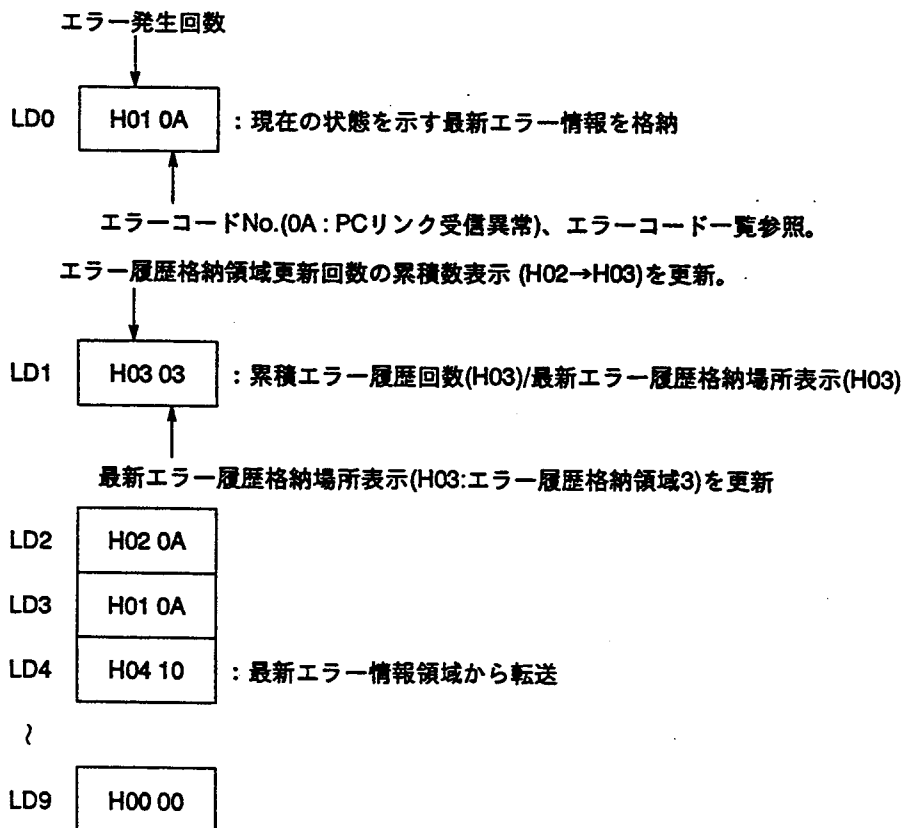 エラー発生回数
LD0 H01 0A :現在の状態を示す最新エラー情報を格納
エラーコードNo.(0A:PCリンク受信異常)、エラーコード一覧参照。
エラー履歴格納領域更新回数の累積数表示 (H02→H03)を更新。
LD1 H03 03 :累積エラー履歴回数(H03)/最新エラー履歴格納場所表示(H03)
最新エラー履歴格納場所表示(H03:エラー履歴格納領域3)を更新
LD2 H02 0A
LD3 H01 0A
LD4 H04 10 :最新エラー情報領域から転送
~
LD9 H00 00